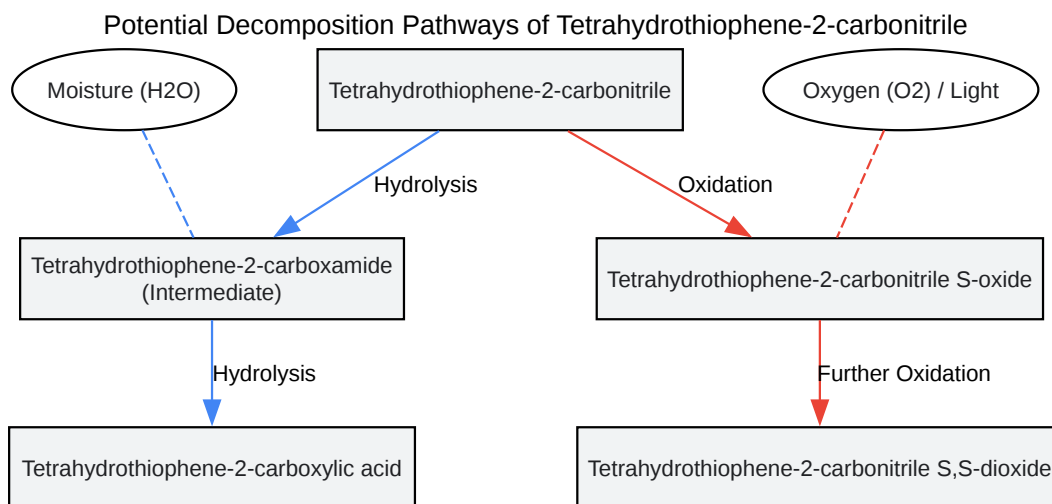 Potential Decomposition Pathways of Tetrahydrothiophene-2-carbonitrile
Moisture (H2O)
Tetrahydrothiophene-2-carbonitrile
Oxygen (O2) / Light
Hydrolysis
Oxidation
Tetrahydrothiophene-2-carboxamide
(Intermediate)
Tetrahydrothiophene-2-carbonitrile S-oxide
Hydrolysis
Further Oxidation
Tetrahydrothiophene-2-carboxylic acid
Tetrahydrothiophene-2-carbonitrile S,S-dioxide